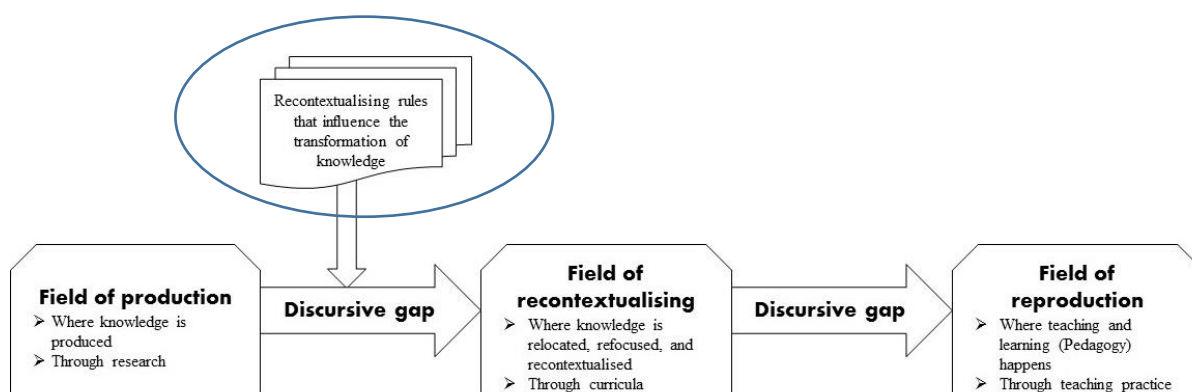 Recontextualising rules
that influence the
transformation of
knowledge
Field of production
➢ Where knowledge is
produced
➢ Through research
Discursive gap
Field of
recontextualising
➢ Where knowledge is
relocated, refocused, and
recontextualised
➢ Through curricula
Discursive gap
Field of
reproduction
➢ Where teaching and
learning (Pedagogy)
happens
➢ Through teaching practice